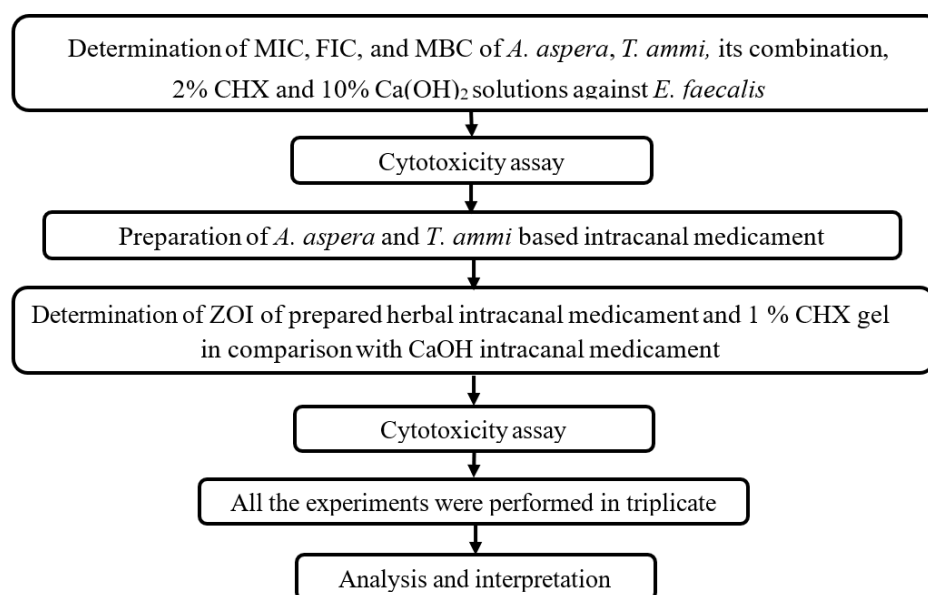 Determination of MIC, FIC, and MBC of A. aspera, T. ammi, its combination,
2% CHX and 10% Ca(OH)₂ solutions against E. faecalis
Cytotoxicity assay
Preparation of A. aspera and T. ammi based intracanal medicament
Determination of ZOI of prepared herbal intracanal medicament and 1 % CHX gel
in comparison with CaOH intracanal medicament
Cytotoxicity assay
All the experiments were performed in triplicate
Analysis and interpretation